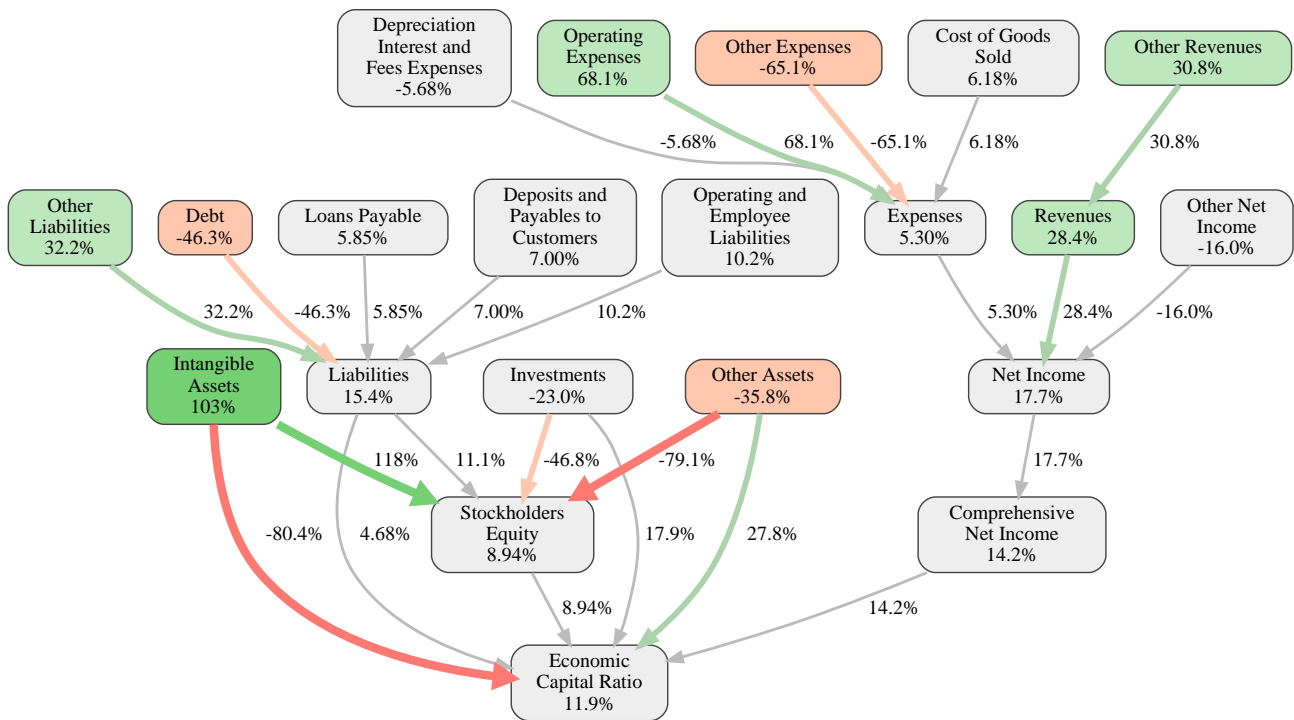 Depreciation
Interest and
Fees Expenses
-5.68%
Operating
Expenses
68.1%
Other Expenses
-65.1%
Cost of Goods
Sold
6.18%
Other Revenues
30.8%
-5.68%
68.1%
-65.1%
6.18%
30.8%
Other
Liabilities
32.2%
Debt
-46.3%
Loans Payable
5.85%
Deposits and
Payables to
Customers
7.00%
Operating and
Employee
Liabilities
10.2%
Expenses
5.30%
Revenues
28.4%
Other Net
Income
-16.0%
32.2%
-46.3%
5.85%
7.00%
10.2%
5.30%
28.4%
-16.0%
Intangible
Assets
103%
Liabilities
15.4%
Investments
-23.0%
Other Assets
-35.8%
Net Income
17.7%
118%
11.1%
-46.8%
-79.1%
17.7%
Stockholders
Equity
8.94%
Comprehensive
Net Income
14.2%
-80.4%
4.68%
17.9%
27.8%
8.94%
14.2%
Economic
Capital Ratio
11.9%